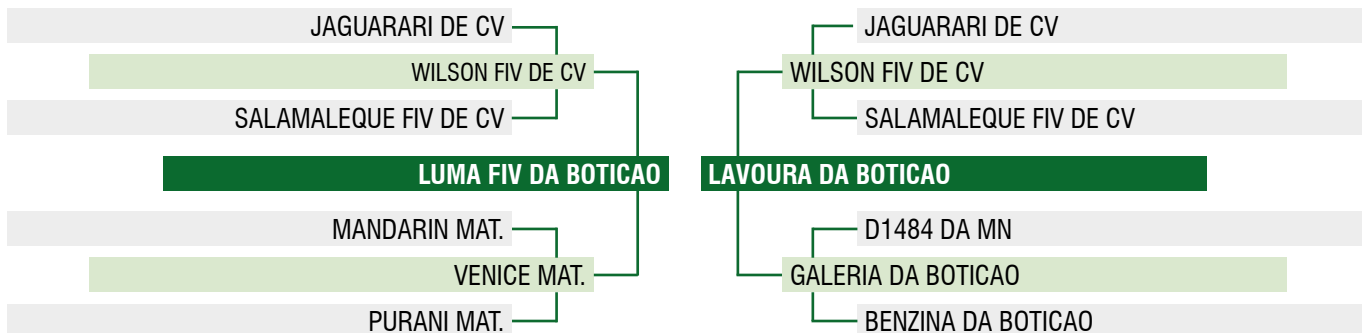 JAGUARARI DE CV
WILSON FIV DE CV
SALAMALEQUE FIV DE CV
LUMA FIV DA BOTICAO
MANDARIN MAT.
VENICE MAT.
PURANI MAT.
JAGUARARI DE CV
WILSON FIV DE CV
SALAMALEQUE FIV DE CV
LAVOURA DA BOTICAO
D1484 DA MN
GALERIA DA BOTICAO
BENZINA DA BOTICAO